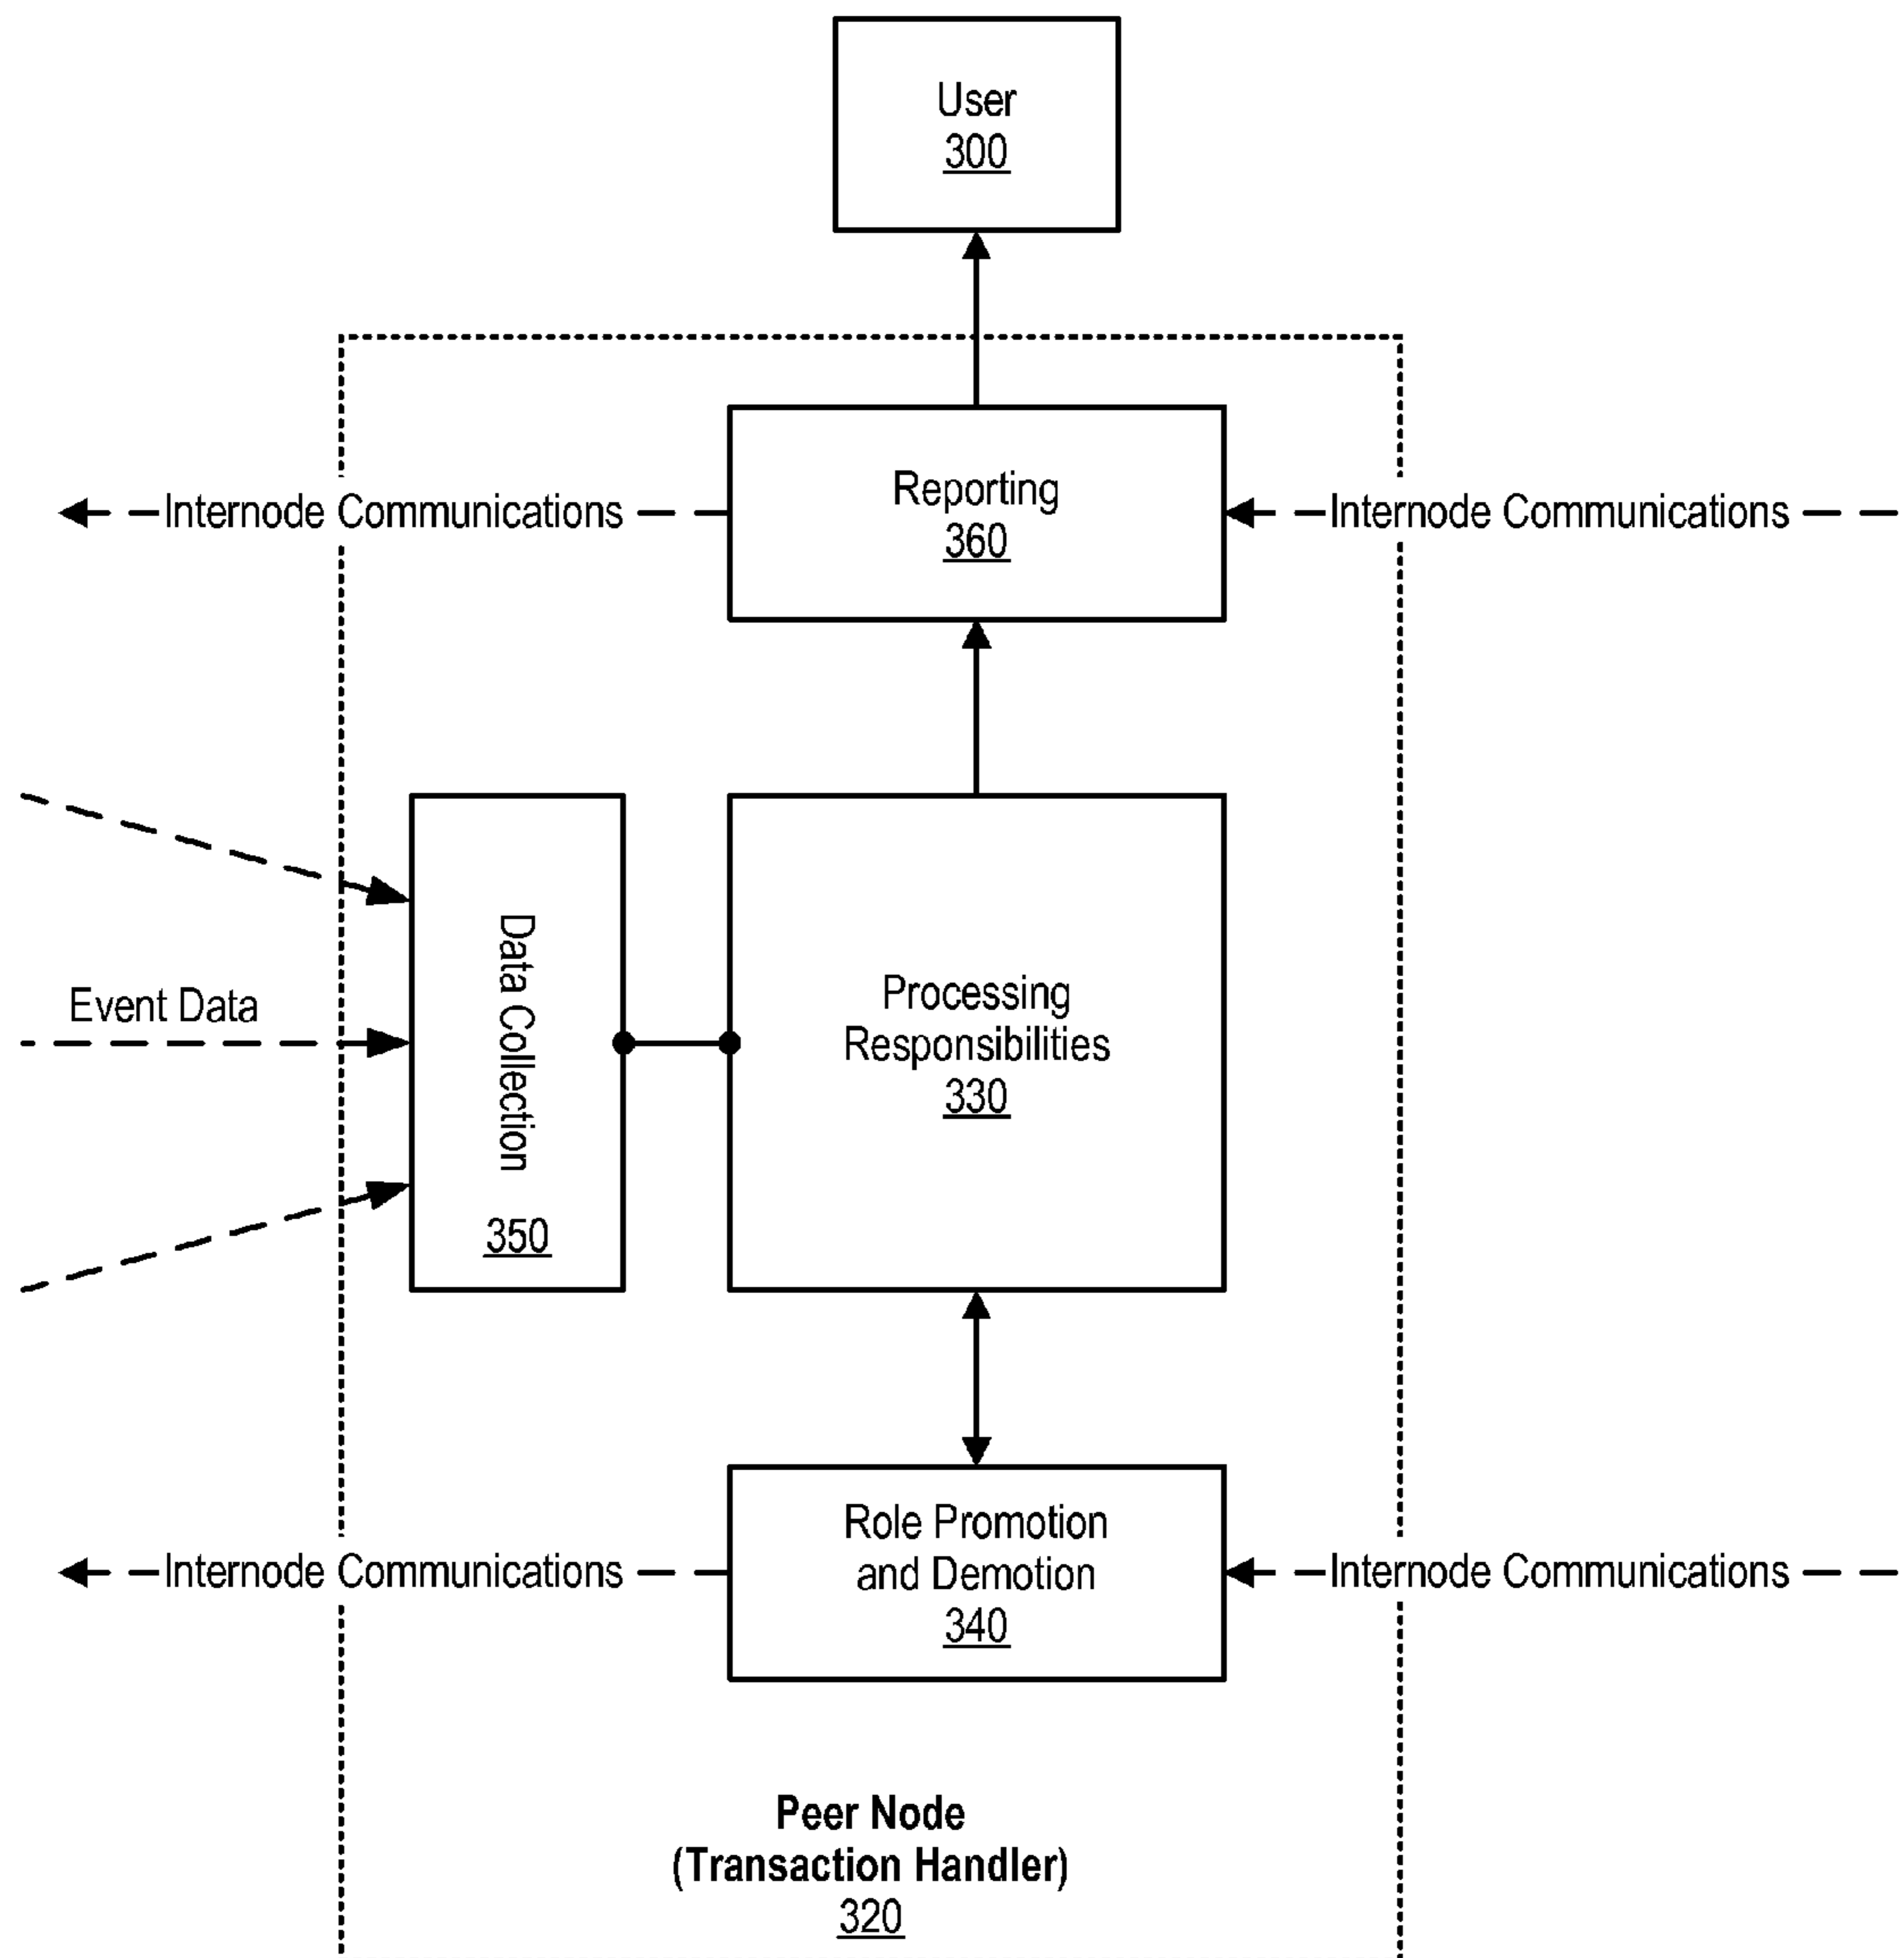 User
300
Internode Communications
Reporting
360
Internode Communications
Event Data
Data Collection
350
Processing
Responsibilities
330
Internode Communications
Role Promotion
and Demotion
340
Internode Communications
Peer Node
(Transaction Handler)
320